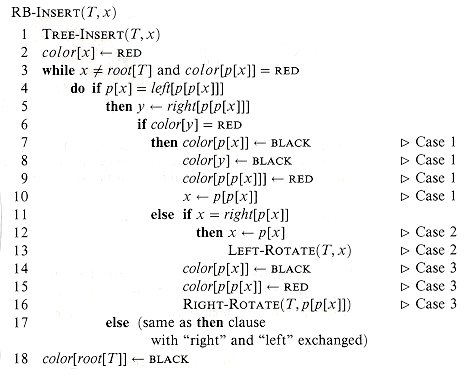 RB-INSERT(T, x)
1 TREE-INSERT(T, x)
2 color[x] ← RED
3 while x ≠ root[T] and color[p[x]] = RED
4 do if p[x] = left[p[p[x]]]
5 then y ← right[p[p[x]]]
6 if color[y] = RED
7 then color[p[x]] ← BLACK ▷ Case 1
8 color[y] ← BLACK ▷ Case 1
9 color[p[p[x]]] ← RED ▷ Case 1
10 x ← p[p[x]] ▷ Case 1
11 else if x = right[p[x]]
12 then x ← p[x] ▷ Case 2
13 LEFT-ROTATE(T, x) ▷ Case 2
14 color[p[x]] ← BLACK ▷ Case 3
15 color[p[p[x]]] ← RED ▷ Case 3
16 RIGHT-ROTATE(T, p[p[x]]) ▷ Case 3
17 else (same as then clause
with “right” and “left” exchanged)
18 color[root[T]] ← BLACK